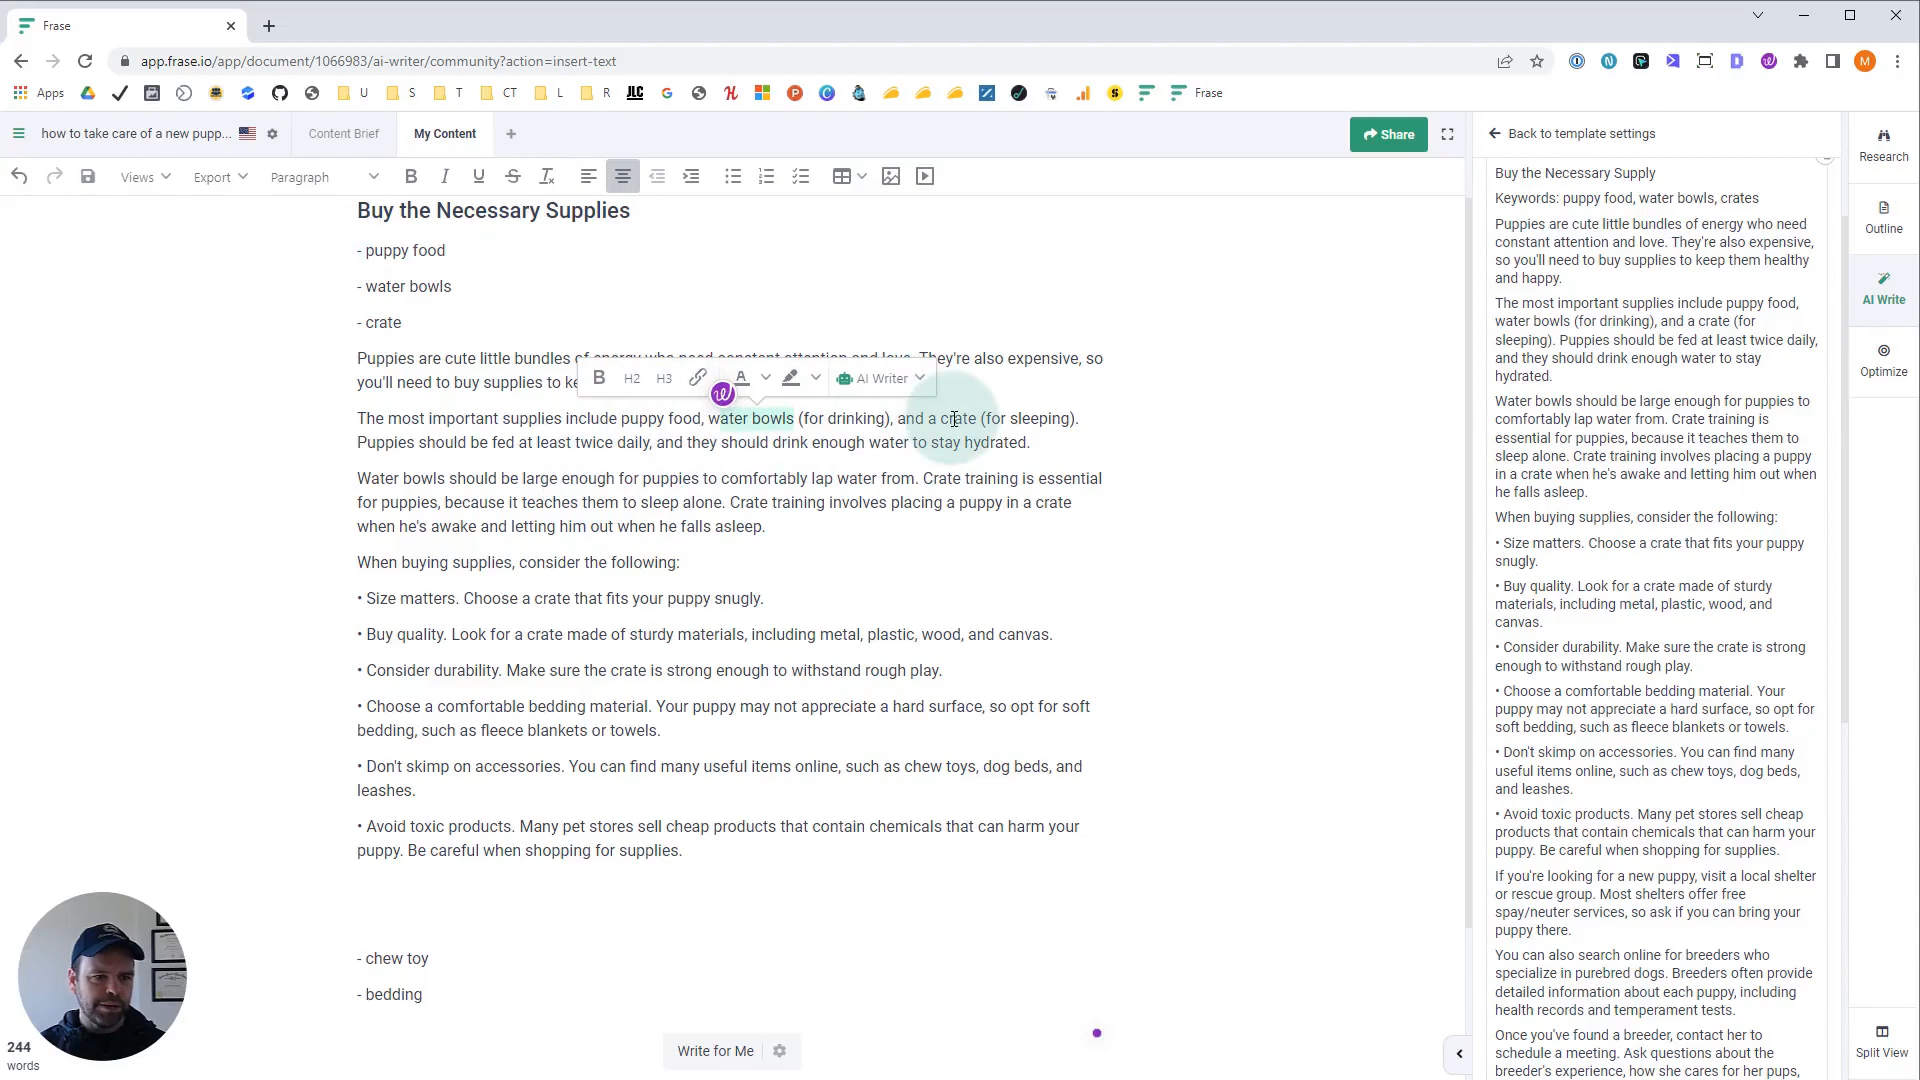 Frase
app.frase.io/app/document/1066983/ai-writer/community?action=insert-text
M
Apps
U
S
T
CT
L
R
JLC
Frase
how to take care of a new pupp...
Content Brief
My Content
Share
Back to template settings
Research
Views
Export
Paragraph
B
Outline
AI Write
Optimize
Buy the Necessary Supplies
- puppy food
- water bowls
- crate
Puppies are cute little bundles of energy who need constant attention and love. They're also expensive, so
you'll need to buy supplies to ke
B H2 H3 A AI Writer
The most important supplies include puppy food, water bowls (for drinking), and a crate (for sleeping).
Puppies should be fed at least twice daily, and they should drink enough water to stay hydrated.
Water bowls should be large enough for puppies to comfortably lap water from. Crate training is essential
for puppies, because it teaches them to sleep alone. Crate training involves placing a puppy in a crate
when he's awake and letting him out when he falls asleep.
When buying supplies, consider the following:
• Size matters. Choose a crate that fits your puppy snugly.
• Buy quality. Look for a crate made of sturdy materials, including metal, plastic, wood, and canvas.
• Consider durability. Make sure the crate is strong enough to withstand rough play.
• Choose a comfortable bedding material. Your puppy may not appreciate a hard surface, so opt for soft
bedding, such as fleece blankets or towels.
• Don't skimp on accessories. You can find many useful items online, such as chew toys, dog beds, and
leashes.
• Avoid toxic products. Many pet stores sell cheap products that contain chemicals that can harm your
puppy. Be careful when shopping for supplies.
- chew toy
- bedding
Write for Me
244
words
Buy the Necessary Supply
Keywords: puppy food, water bowls, crates
Puppies are cute little bundles of energy who need
constant attention and love. They're also expensive,
so you'll need to buy supplies to keep them healthy
and happy.
The most important supplies include puppy food,
water bowls (for drinking), and a crate (for
sleeping). Puppies should be fed at least twice daily,
and they should drink enough water to stay
hydrated.
Water bowls should be large enough for puppies to
comfortably lap water from. Crate training is
essential for puppies, because it teaches them to
sleep alone. Crate training involves placing a puppy
in a crate when he's awake and letting him out when
he falls asleep.
When buying supplies, consider the following:
• Size matters. Choose a crate that fits your puppy
snugly.
• Buy quality. Look for a crate made of sturdy
materials, including metal, plastic, wood, and
canvas.
• Consider durability. Make sure the crate is strong
enough to withstand rough play.
• Choose a comfortable bedding material. Your
puppy may not appreciate a hard surface, so opt for
soft bedding, such as fleece blankets or towels.
• Don't skimp on accessories. You can find many
useful items online, such as chew toys, dog beds,
and leashes.
• Avoid toxic products. Many pet stores sell cheap
products that contain chemicals that can harm your
puppy. Be careful when shopping for supplies.
If you're looking for a new puppy, visit a local shelter
or rescue group. Most shelters offer free
spay/neuter services, so ask if you can bring your
puppy there.
You can also search online for breeders who
specialize in purebred dogs. Breeders often provide
detailed information about each puppy, including
health records and temperament tests.
Once you've found a breeder, contact her to
schedule a meeting. Ask questions about the
breeder's experience, how she cares for her pups,
Split View